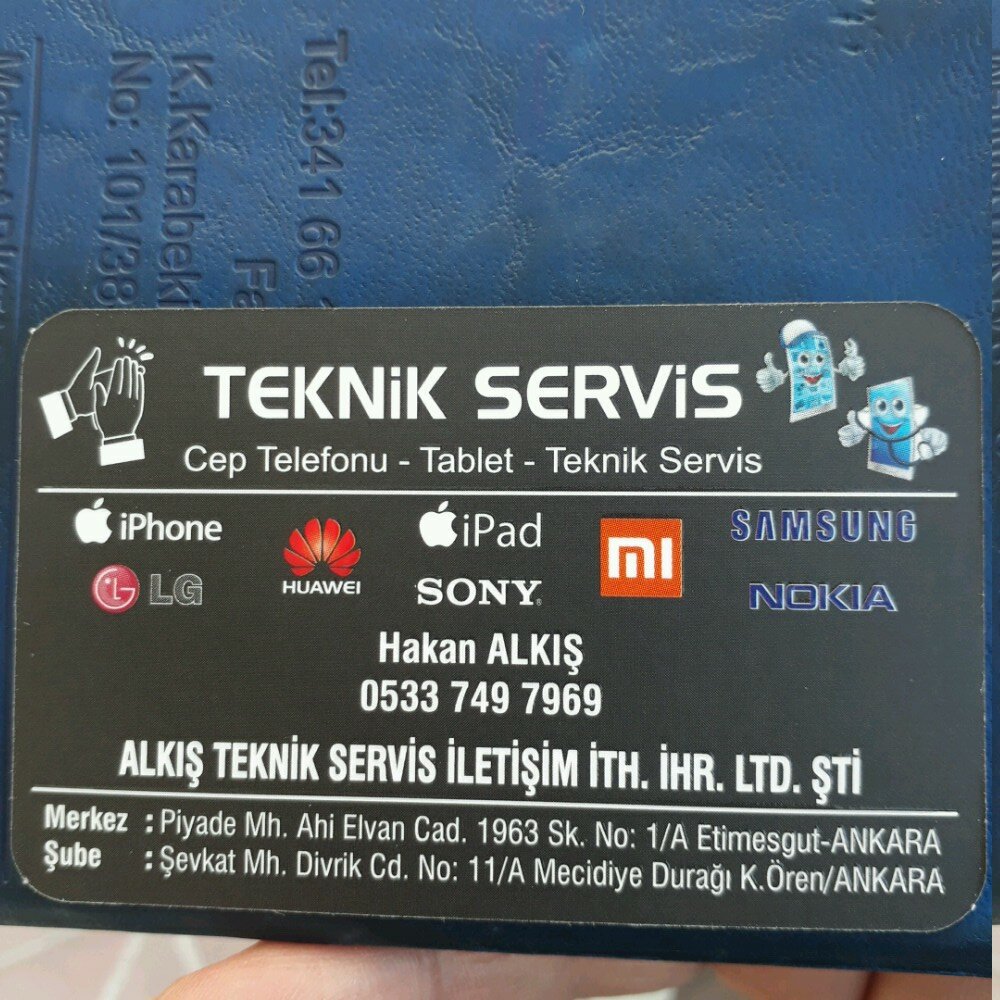 Tel:341 66
Fa
K.Karabeki
No: 101/38
TEKNiK SERViS
Cep Telefonu - Tablet - Teknik Servis
iPhone
HUAWEI
iPad
mi
SAMSUNG
LG
SONY
NOKIA
Hakan ALKIŞ
0533 749 7969
ALKIŞ TEKNİK SERVİS İLETİŞİM İTH. İHR. LTD. ŞTİ
Merkez : Piyade Mh. Ahi Elvan Cad. 1963 Sk. No: 1/A Etimesgut-ANKARA
Şube : Şevkat Mh. Divrik Cd. No: 11/A Mecidiye Durağı K.Ören/ANKARA